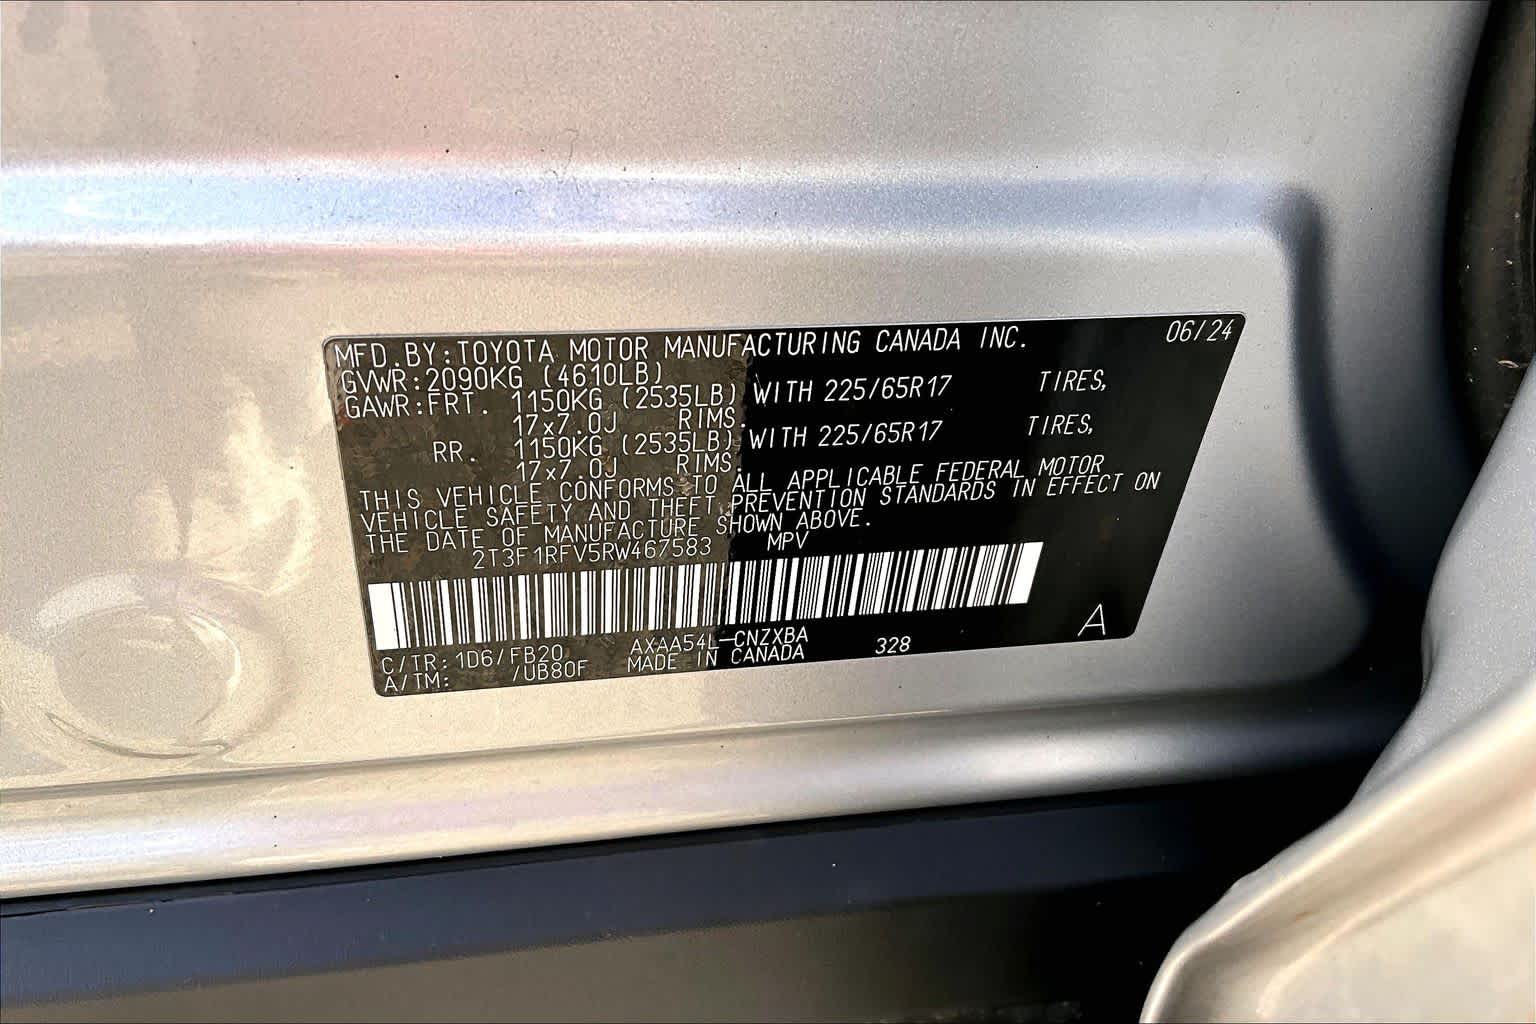 MFD.BY:TOYOTA MOTOR MANUFACTURING CANADA INC. 06/24
GVWR:2090KG (4610LB)
GAWR:FRT. 1150KG (2535LB) WITH 225/65R17 TIRES,
17x7.0J RIMS.
RR. 1150KG (2535LB) WITH 225/65R17 TIRES,
17x7.0J RIMS.
THIS VEHICLE CONFORMS TO ALL APPLICABLE FEDERAL MOTOR
VEHICLE SAFETY AND THEFT PREVENTION STANDARDS IN EFFECT ON
THE DATE OF MANUFACTURE SHOWN ABOVE.
2T3F1RFV5RW467583 MPV
C/TR: 1D6/FB20 AXAA54L-CNZXBA 328 A
A/TM: /UB80F MADE IN CANADA